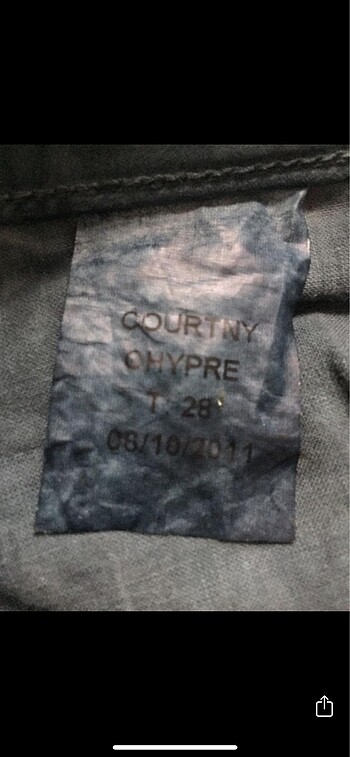 COURTNY
CHYPRE
T. 28
08/10/2011